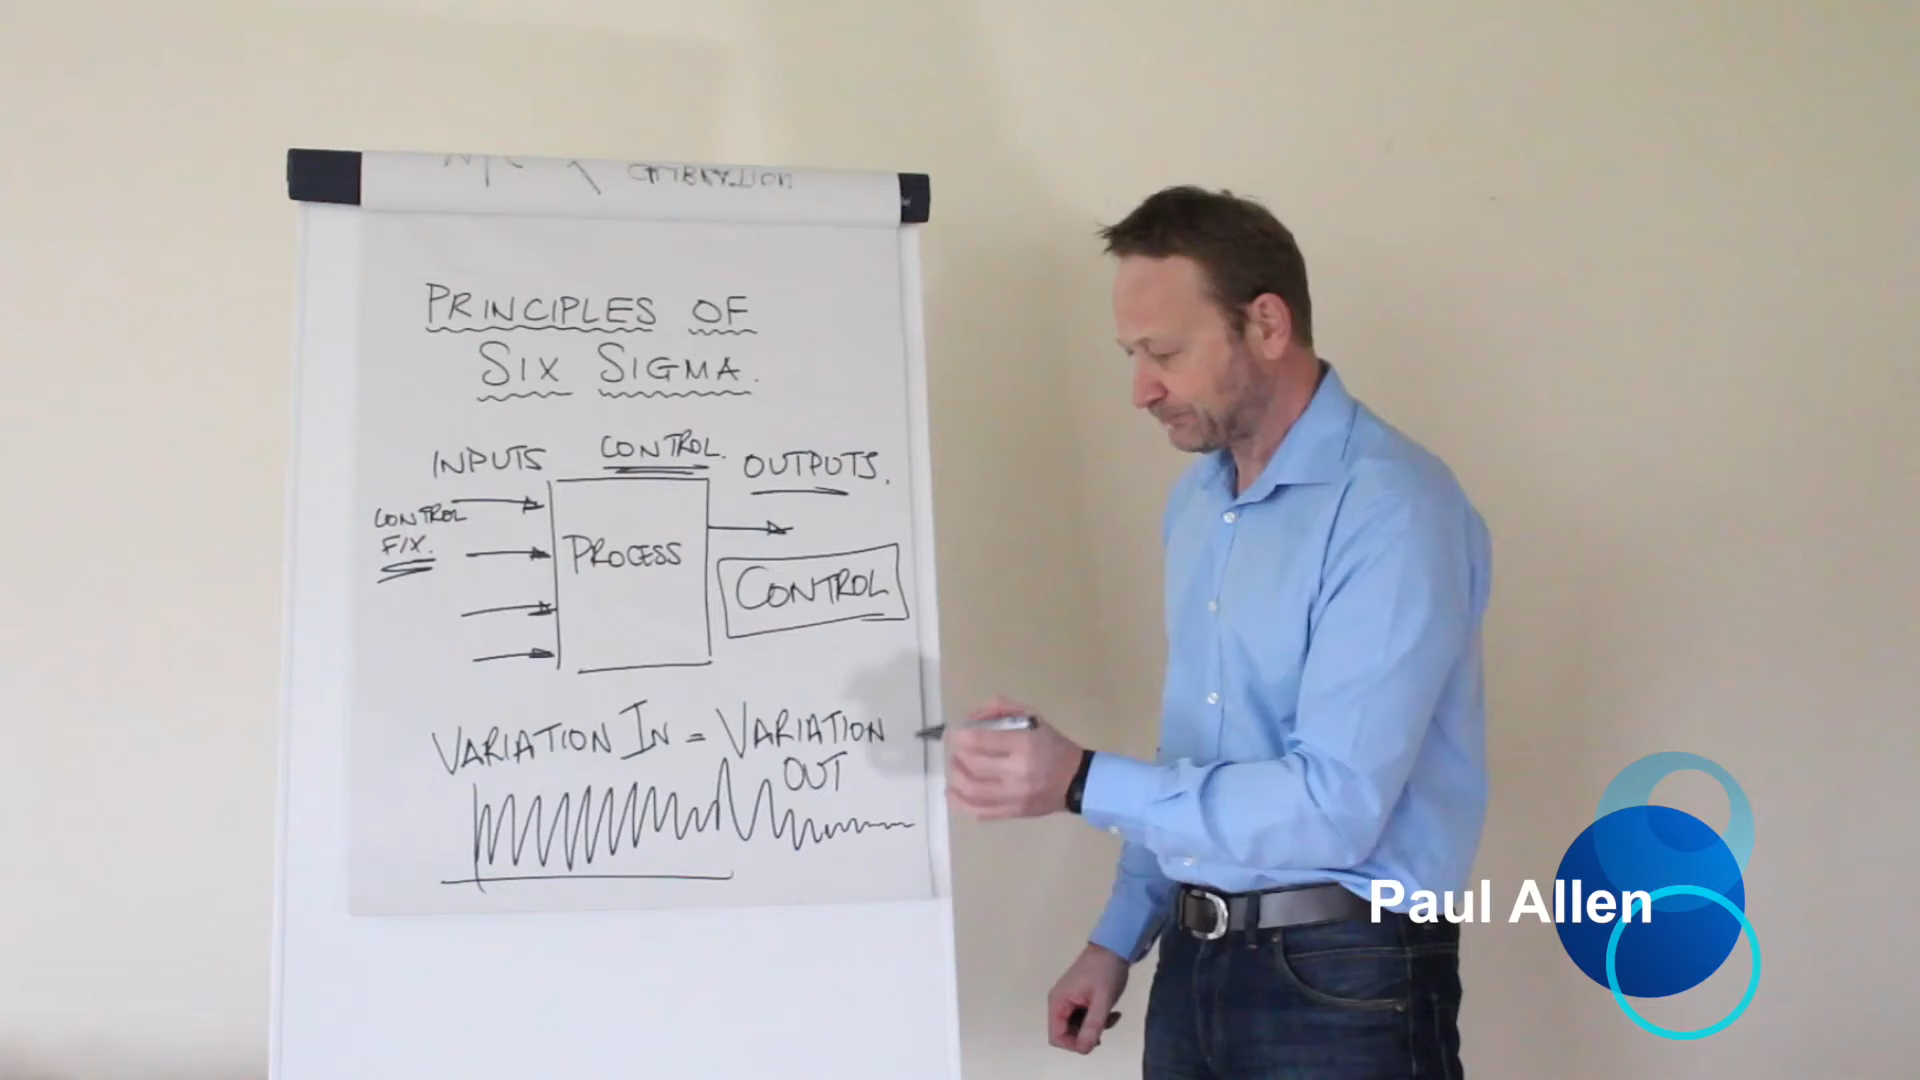 PRINCIPLES OF
SIX SIGMA.
INPUTS
CONTROL.
OUTPUTS.
CONTROL
FIX.
PROCESS
CONTROL
VARIATION IN = VARIATION
OUT
Paul Allen